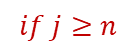 if j ≥ n